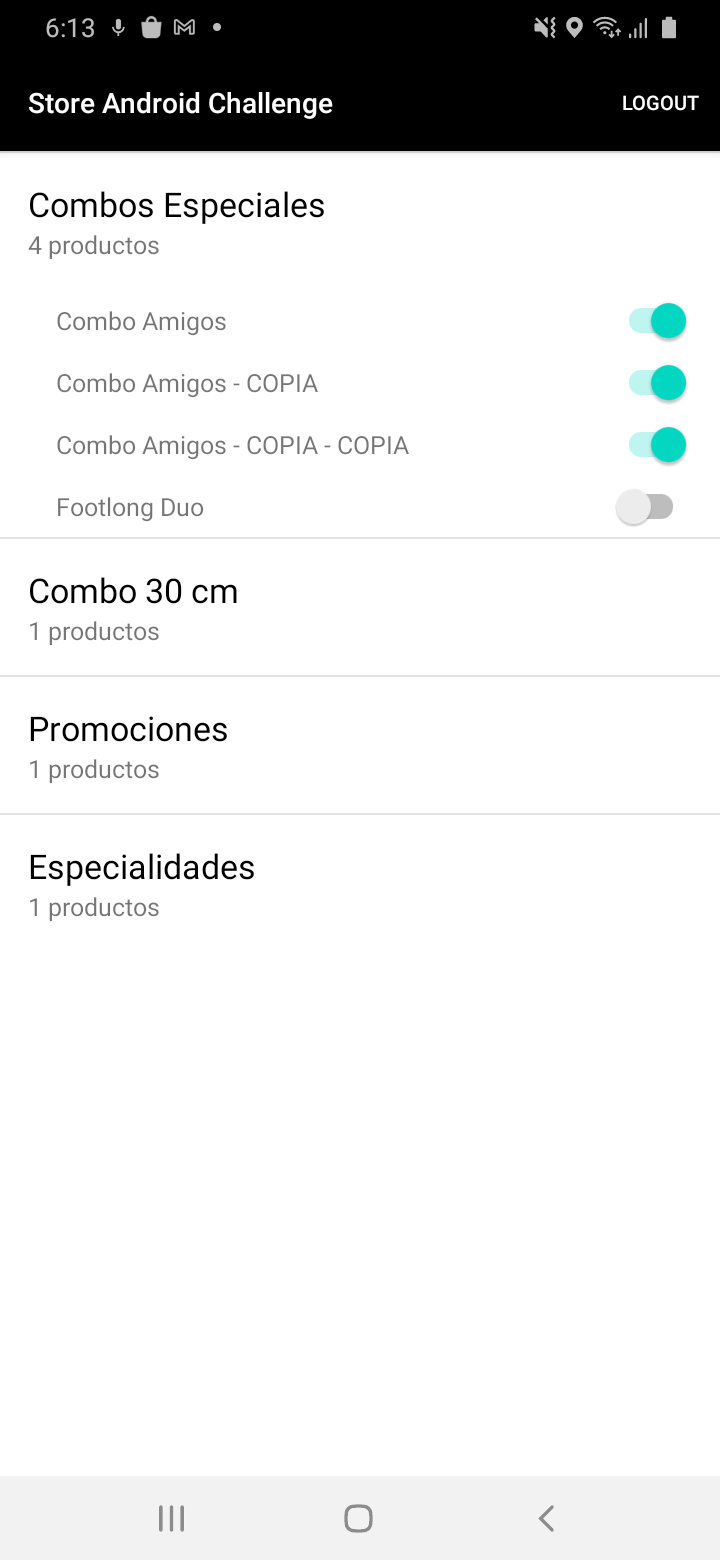 6:13
Store Android Challenge LOGOUT
Combos Especiales
4 productos
Combo Amigos
Combo Amigos - COPIA
Combo Amigos - COPIA - COPIA
Footlong Duo
Combo 30 cm
1 productos
Promociones
1 productos
Especialidades
1 productos